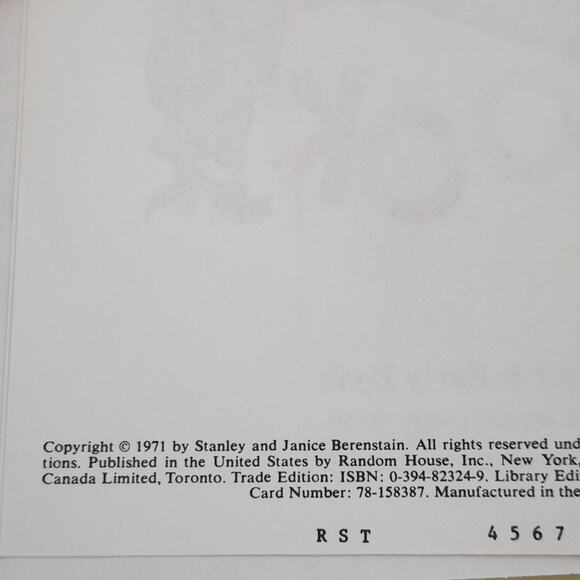 Copyright © 1971 by Stanley and Janice Berenstain. All rights reserved und
tions. Published in the United States by Random House, Inc., New York,
Canada Limited, Toronto. Trade Edition: ISBN: 0-394-82324-9. Library Edi
Card Number: 78-158387. Manufactured in the
R S T 4 5 6 7